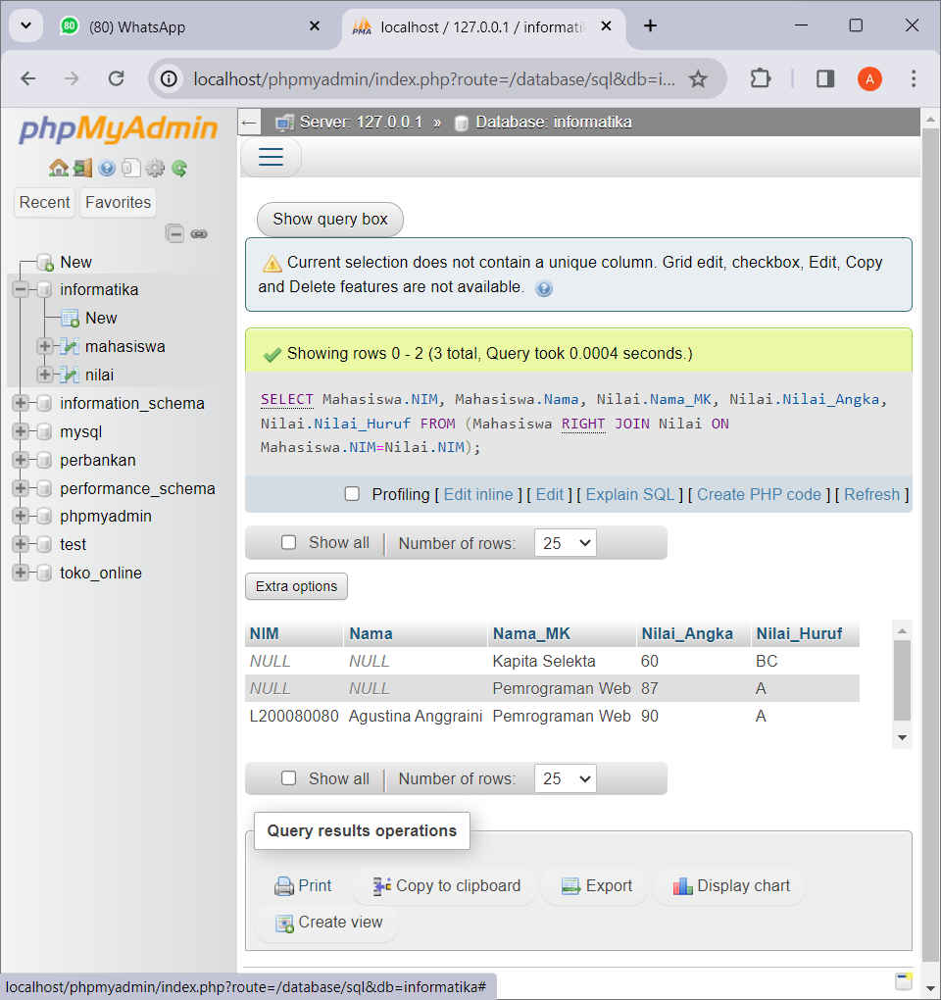 80
(80) WhatsApp
PMA
localhost / 127.0.0.1 / informati
localhost/phpmyadmin/index.php?route=/database/sql&db=i...
A
phpMyAdmin
Recent
Favorites
New
informatika
New
mahasiswa
nilai
information_schema
mysql
perbankan
performance_schema
phpmyadmin
test
toko_online
Server: 127.0.0.1 » Database: informatika
Show query box
Current selection does not contain a unique column. Grid edit, checkbox, Edit, Copy
and Delete features are not available.
Showing rows 0 - 2 (3 total, Query took 0.0004 seconds.)
SELECT Mahasiswa.NIM, Mahasiswa.Nama, Nilai.Nama_MK, Nilai.Nilai_Angka,
Nilai.Nilai_Huruf FROM (Mahasiswa RIGHT JOIN Nilai ON
Mahasiswa.NIM=Nilai.NIM);
Profiling [ Edit inline ] [ Edit ] [ Explain SQL ] [ Create PHP code ] [ Refresh ]
Show all | Number of rows: 25
Extra options
NIM Nama Nama_MK Nilai_Angka Nilai_Huruf
NULL NULL Kapita Selekta 60 BC
NULL NULL Pemrograman Web 87 A
L200080080 Agustina Anggraini Pemrograman Web 90 A
Show all | Number of rows: 25
Query results operations
Print Copy to clipboard Export Display chart
Create view
localhost/phpmyadmin/index.php?route=/database/sql&db=informatika#